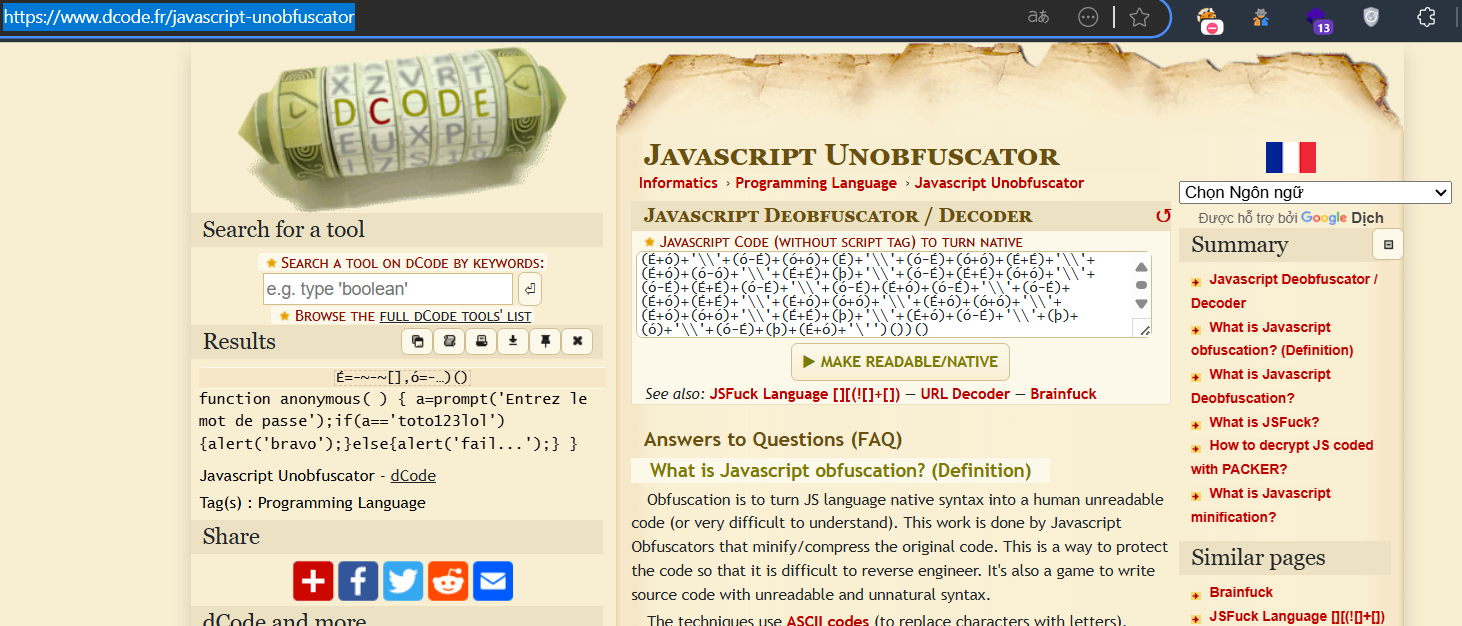 https://www.dcode.fr/javascript-unobfuscator
aあ
13
X Z V R T
D C O D E
E U X P L
Search for a tool
Search a tool on dCode by keywords:
e.g. type 'boolean'
Browse the full dCode tools' list
Results
É=-~-~[],ó=-…)()
function anonymous( ) { a=prompt('Entrez le
mot de passe');if(a=='toto123lol')
{alert('bravo');}else{alert('fail...');} }
Javascript Unobfuscator - dCode
Tag(s) : Programming Language
Share
dCode and more
Javascript Unobfuscator
Informatics › Programming Language › Javascript Unobfuscator
Javascript Deobfuscator / Decoder
Javascript Code (without script tag) to turn native
(É+ó)+'\\'+(ó-É)+(ó+ó)+(É)+'\\'+(ó-É)+(ó+ó)+(É+É)+'\\'+
(É+ó)+(ó-ó)+'\\'+(É+É)+(þ)+'\\'+(ó-É)+(É+É)+(ó+ó)+'\\'+
(ó-É)+(É+É)+(ó-É)+'\\'+(ó-É)+(É+ó)+(ó-É)+'\\'+(ó-É)+
(É+ó)+(É+É)+'\\'+(É+ó)+(ó+ó)+'\\'+(É+ó)+(ó+ó)+'\\'+
(É+ó)+(ó+ó)+'\\'+(É+É)+(þ)+'\\'+(É+ó)+(ó-É)+'\\'+(þ)+
(ó)+'\\'+(ó-É)+(þ)+(É+ó)+'\'')())()
► MAKE READABLE/NATIVE
See also: JSFuck Language [][(![]+[]) — URL Decoder — Brainfuck
Answers to Questions (FAQ)
What is Javascript obfuscation? (Definition)
Obfuscation is to turn JS language native syntax into a human unreadable
code (or very difficult to understand). This work is done by Javascript
Obfuscators that minify/compress the original code. This is a way to protect
the code so that it is difficult to reverse engineer. It's also a game to write
source code with unreadable and unnatural syntax.
The techniques use ASCII codes (to replace characters with letters),
Chọn Ngôn ngữ
Được hỗ trợ bởi Google Dịch
Summary
Javascript Deobfuscator /
Decoder
What is Javascript
obfuscation? (Definition)
What is Javascript
Deobfuscation?
What is JSFuck?
How to decrypt JS coded
with PACKER?
What is Javascript
minification?
Similar pages
Brainfuck
JSFuck Language [][(![]+[])